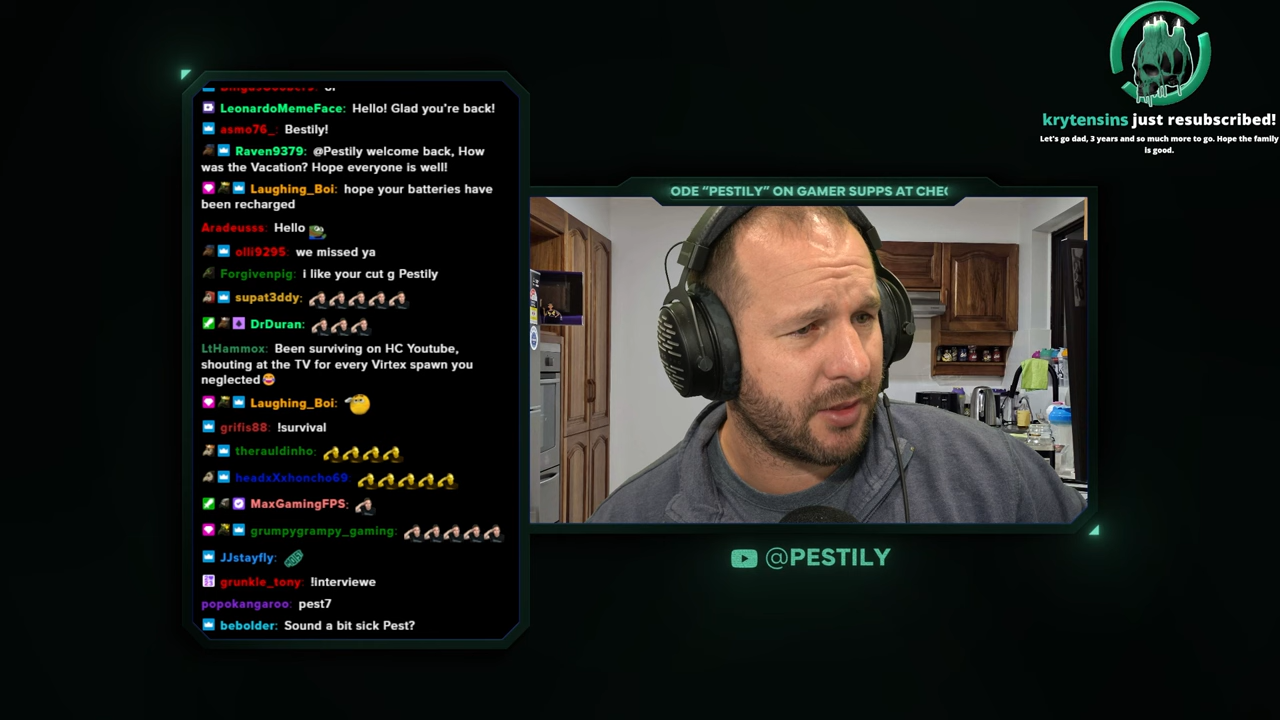 LeonardoMemeFace: Hello! Glad you're back!
asmo76_: Bestily!
Raven9379: @Pestily welcome back, How
was the Vacation? Hope everyone is well!
Laughing_Boi: hope your batteries have
been recharged
Aradeusss: Hello
olli9295: we missed ya
Forgivenpig: i like your cut g Pestily
supat3ddy:
DrDuran:
LtHammox: Been surviving on HC Youtube,
shouting at the TV for every Virtex spawn you
neglected
Laughing_Boi:
grifis88: !survival
therauldinho:
headxXxhoncho69:
MaxGamingFPS:
grumpygrampy_gaming:
JJstayfly:
grunkle_tony: !interviewe
popokangaroo: pest7
bebolder: Sound a bit sick Pest?
ODE “PESTILY” ON GAMER SUPPS AT CHEC
@PESTILY
krytensins just resubscribed!
Let's go dad, 3 years and so much more to go. Hope the family
is good.